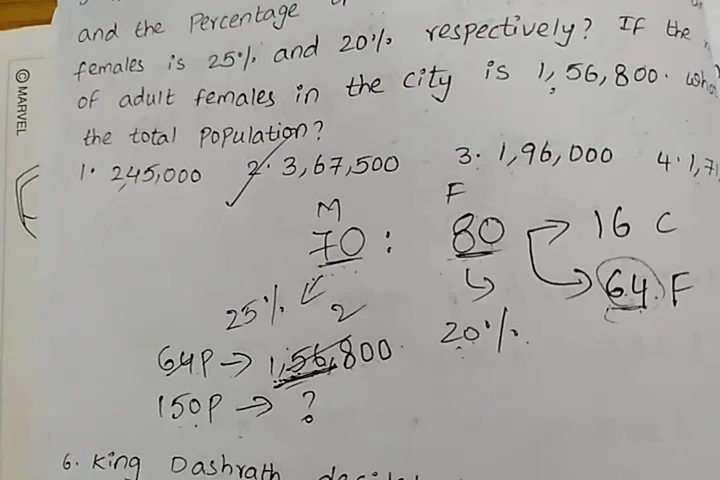 and the Percentage
females is 25% and 20% respectively? If the
of adult females in the city is 1,56,800.
the total Population?
1. 245,000 2. 3,67,500 3. 1,96,000 4. 1,71
M F
70 : 80 → 16 C
64 F
25% 20%
2
64P → 1,56,800
150P → ?
6. King Dashrath
© MARVEL